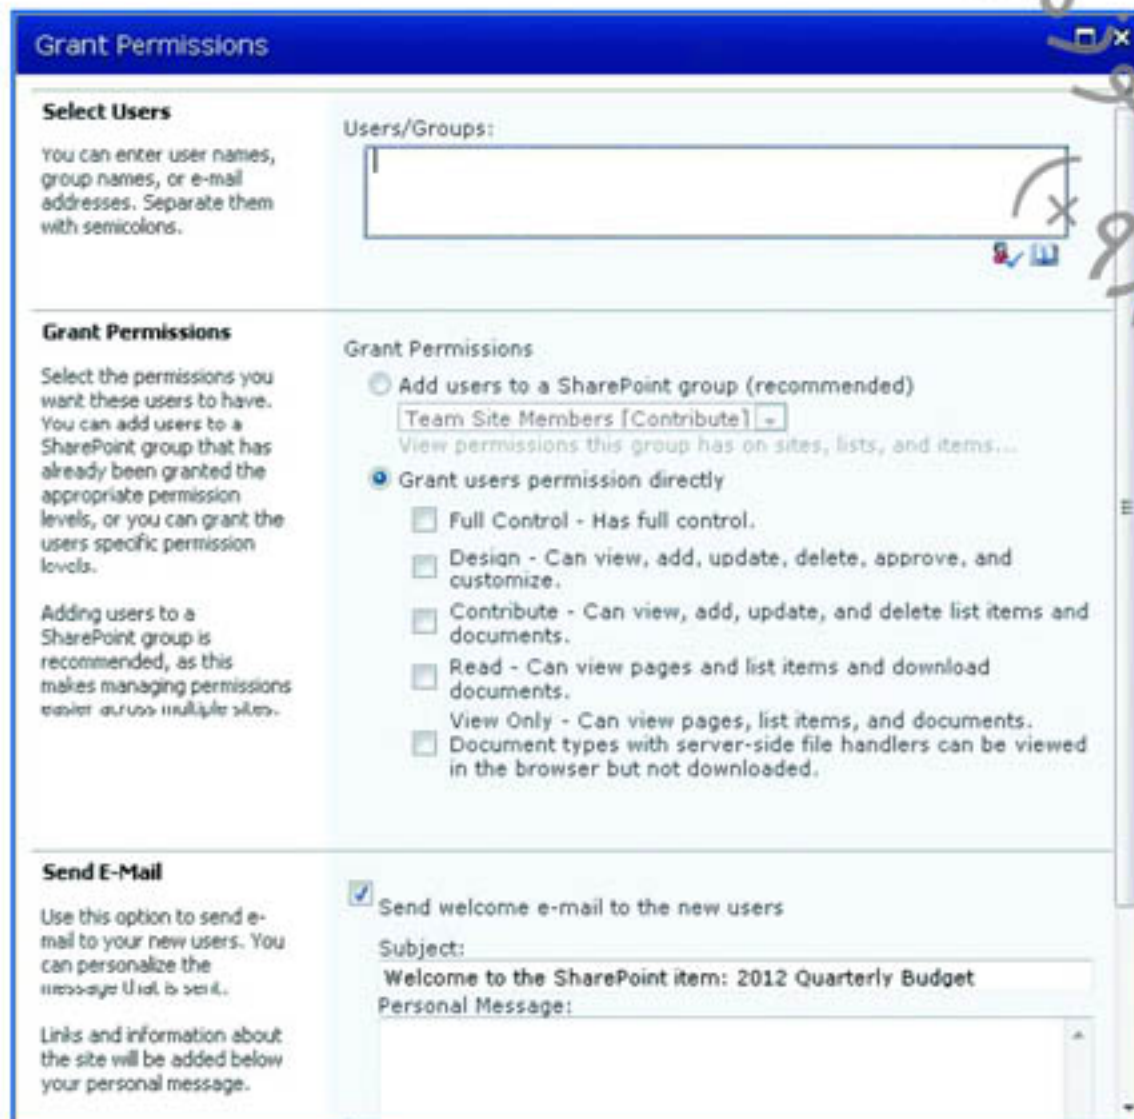 Grant Permissions
Select Users
You can enter user names,
group names, or e-mail
addresses. Separate them
with semicolons.
Users/Groups:
Grant Permissions
Select the permissions you
want these users to have.
You can add users to a
SharePoint group that has
already been granted the
appropriate permission
levels, or you can grant the
users specific permission
levels.
Adding users to a
SharePoint group is
recommended, as this
makes managing permissions
easier across multiple sites.
Grant Permissions
Add users to a SharePoint group (recommended)
Team Site Members [Contribute]
View permissions this group has on sites, lists, and items...
Grant users permission directly
Full Control - Has full control.
Design - Can view, add, update, delete, approve, and
customize.
Contribute - Can view, add, update, and delete list items and
documents.
Read - Can view pages and list items and download
documents.
View Only - Can view pages, list items, and documents.
Document types with server-side file handlers can be viewed
in the browser but not downloaded.
Send E-Mail
Use this option to send e-
mail to your new users. You
can personalize the
message that is sent.
Links and information about
the site will be added below
your personal message.
Send welcome e-mail to the new users
Subject:
Welcome to the SharePoint item: 2012 Quarterly Budget
Personal Message: